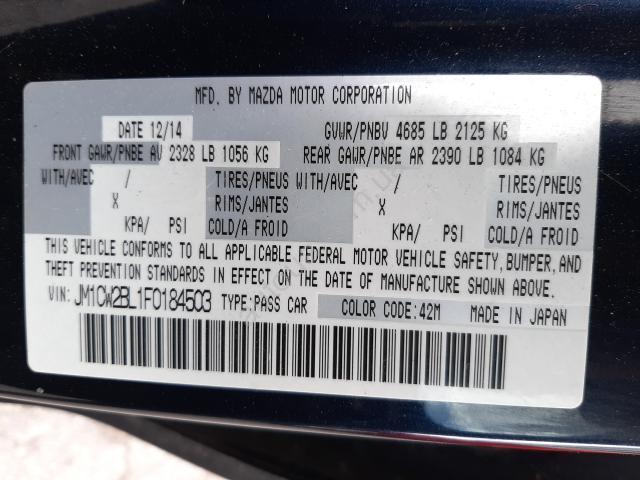 MFD. BY MAZDA MOTOR CORPORATION
DATE 12/14 GVWR/PNBV 4685 LB 2125 KG
FRONT GAWR/PNBE AV 2328 LB 1056 KG REAR GAWR/PNBE AR 2390 LB 1084 KG
WITH/AVEC / TIRES/PNEUS WITH/AVEC / TIRES/PNEUS
X RIMS/JANTES X RIMS/JANTES
KPA/ PSI COLD/A FROID KPA/ PSI COLD/A FROID
THIS VEHICLE CONFORMS TO ALL APPLICABLE FEDERAL MOTOR VEHICLE SAFETY, BUMPER, AND
THEFT PREVENTION STANDARDS IN EFFECT ON THE DATE OF MANUFACTURE SHOWN ABOVE.
VIN: JM1CW2BL1F0184503 TYPE: PASS CAR COLOR CODE: 42M MADE IN JAPAN